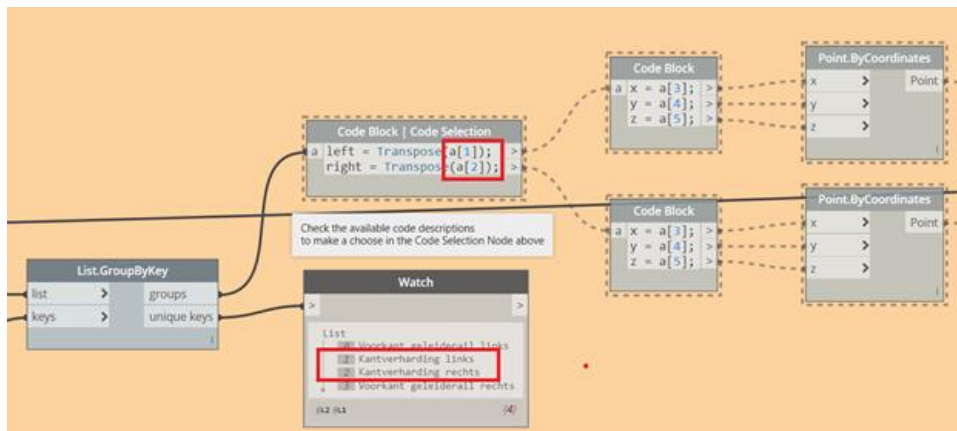 Code Block | Code Selection
a left = Transpose(a[1]); >
right = Transpose(a[2]); >
Code Block
a x = a[3]; >
y = a[4]; >
z = a[5]; >
Point.ByCoordinates
x > Point
y >
z >
Check the available code descriptions
to make a choose in the Code Selection Node above
Code Block
a x = a[3]; >
y = a[4]; >
z = a[5]; >
Point.ByCoordinates
x > Point
y >
z >
List.GroupByKey
list > groups
keys > unique keys
Watch
> >
List
0 Voorkant geleiderail links
1 Kantverharding links
2 Kantverharding rechts
3 Voorkant geleiderail rechts
@L2 @L1 {4}